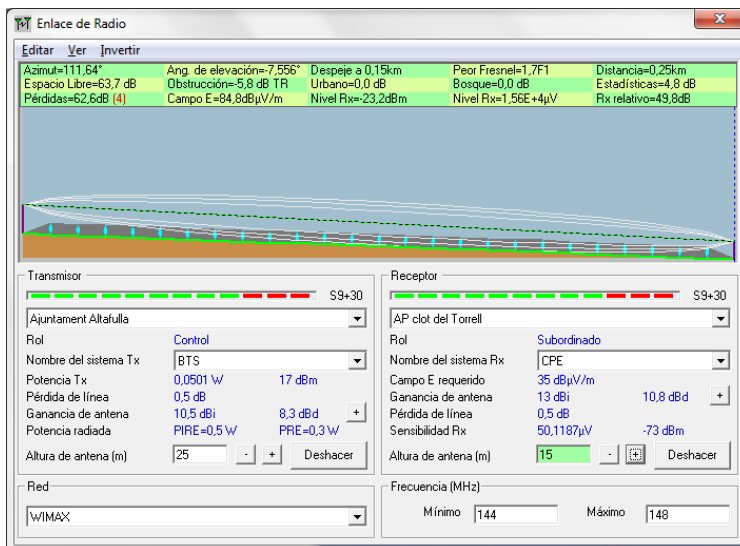 Enlace de Radio
Editar Ver Invertir
Azimut=111,64° Ang. de elevación=-7,556° Despeje a 0,15km Peor Fresnel=1,7F1 Distancia=0,25km
Espacio Libre=63,7 dB Obstrucción=-5,8 dB TR Urbano=0,0 dB Bosque=0,0 dB Estadísticas=4,8 dB
Pérdidas=62,6dB (4) Campo E=84,8dBµV/m Nivel Rx=-23,2dBm Nivel Rx=1,56E+4µV Rx relativo=49,8dB
Transmisor
S9+30
Ajuntament Altafulla
Rol Control
Nombre del sistema Tx BTS
Potencia Tx 0,0501 W 17 dBm
Pérdida de línea 0,5 dB
Ganancia de antena 10,5 dBi 8,3 dBd +
Potencia radiada PIRE=0,5 W PRE=0,3 W
Altura de antena (m) 25 - + Deshacer
Receptor
S9+30
AP clot del Torrell
Rol Subordinado
Nombre del sistema Rx CPE
Campo E requerido 35 dBµV/m
Ganancia de antena 13 dBi 10,8 dBd +
Pérdida de línea 0,5 dB
Sensibilidad Rx 50,1187µV -73 dBm
Altura de antena (m) 15 - + Deshacer
Red
WIMAX
Frecuencia (MHz)
Mínimo 144 Máximo 148